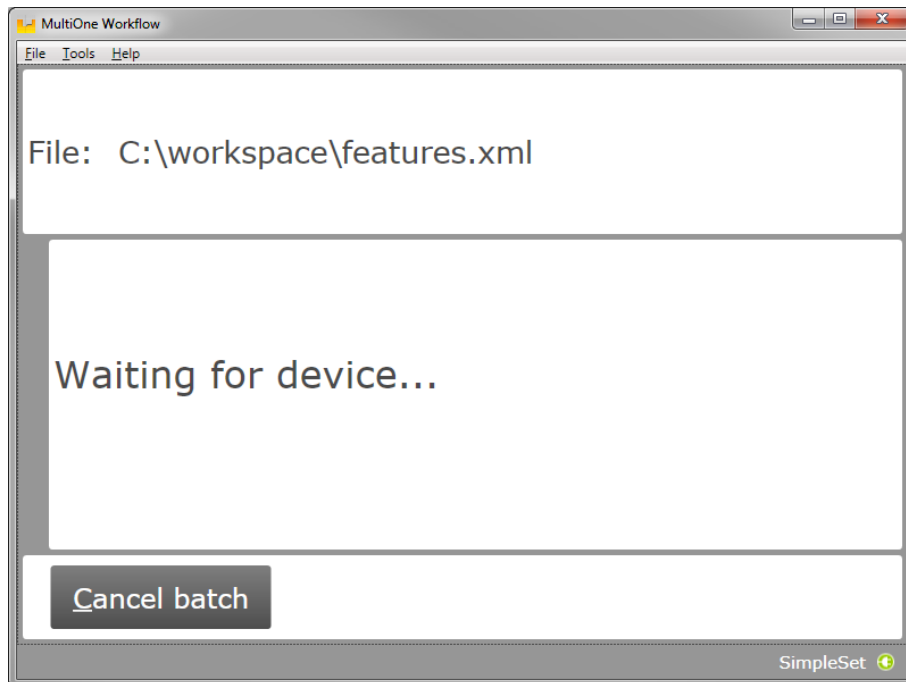 MultiOne Workflow
File Tools Help
File: C:\workspace\features.xml
Waiting for device...
Cancel batch
SimpleSet